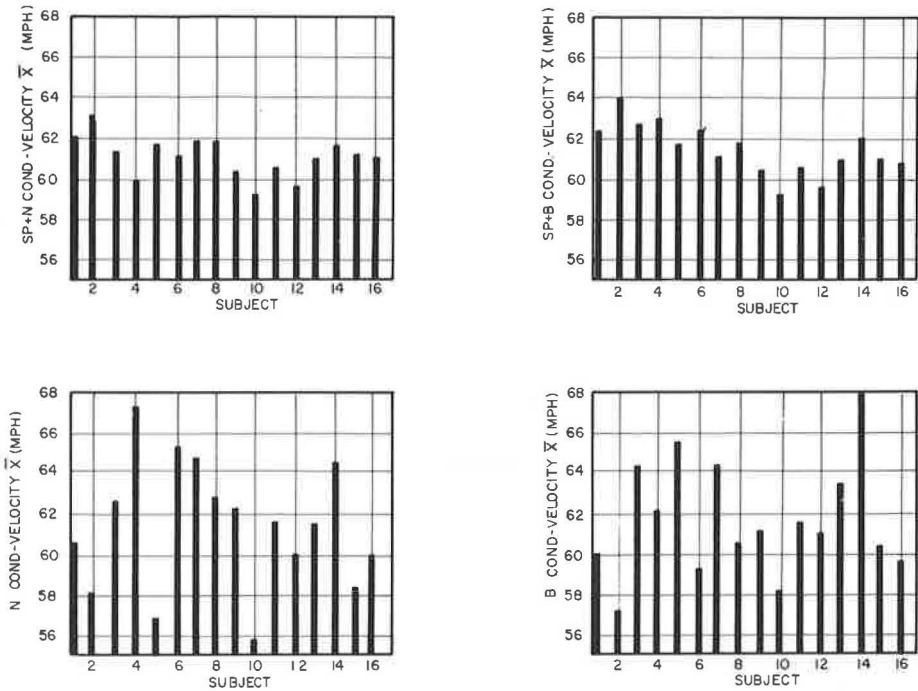 SP+N COND-VELOCITY X̅ (MPH)
68
66
64
62
60
58
56
2 4 6 8 10 12 14 16
SUBJECT
SP+B COND.-VELOCITY X̅ (MPH)
68
66
64
62
60
58
56
2 4 6 8 10 12 14 16
SUBJECT
N COND-VELOCITY X̅ (MPH)
68
66
64
62
60
58
56
2 4 6 8 10 12 14 16
SUBJECT
B COND-VELOCITY X̅ (MPH)
68
66
64
62
60
58
56
2 4 6 8 10 12 14 16
SUBJECT